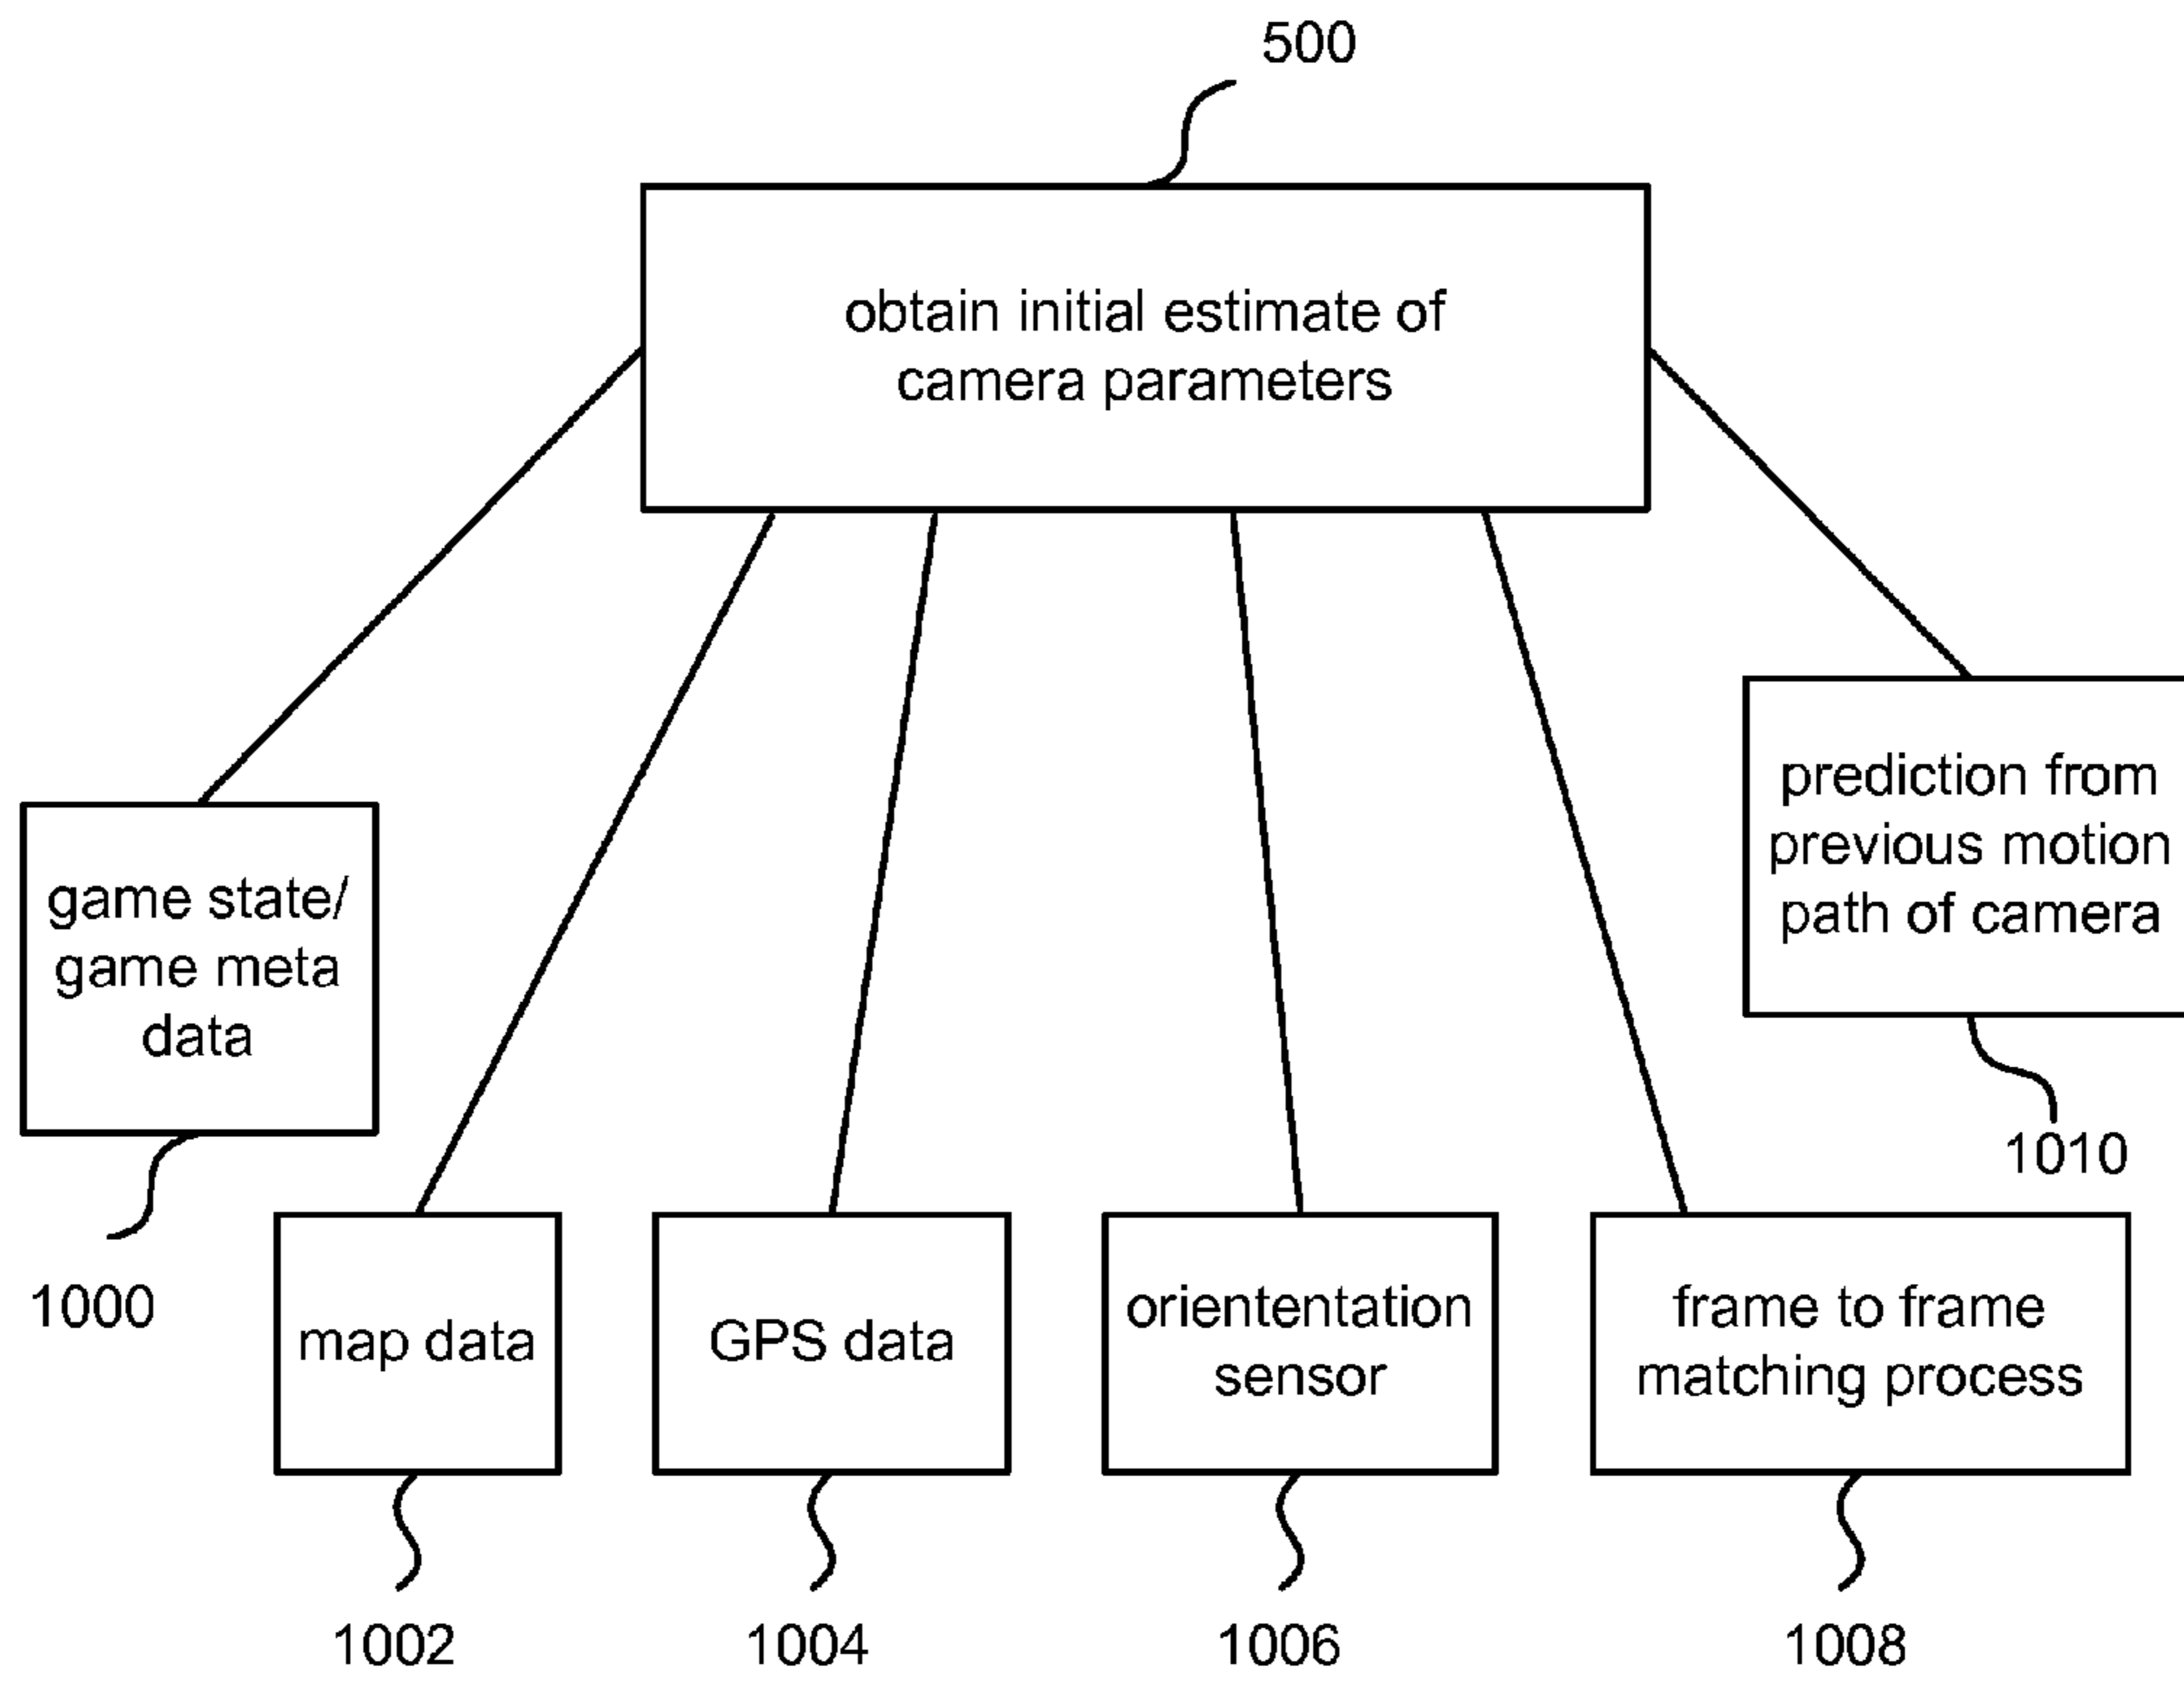 500
obtain initial estimate of
camera parameters
prediction from
previous motion
path of camera
1010
game state/
game meta
data
1000
map data
1002
GPS data
1004
oriententation
sensor
1006
frame to frame
matching process
1008